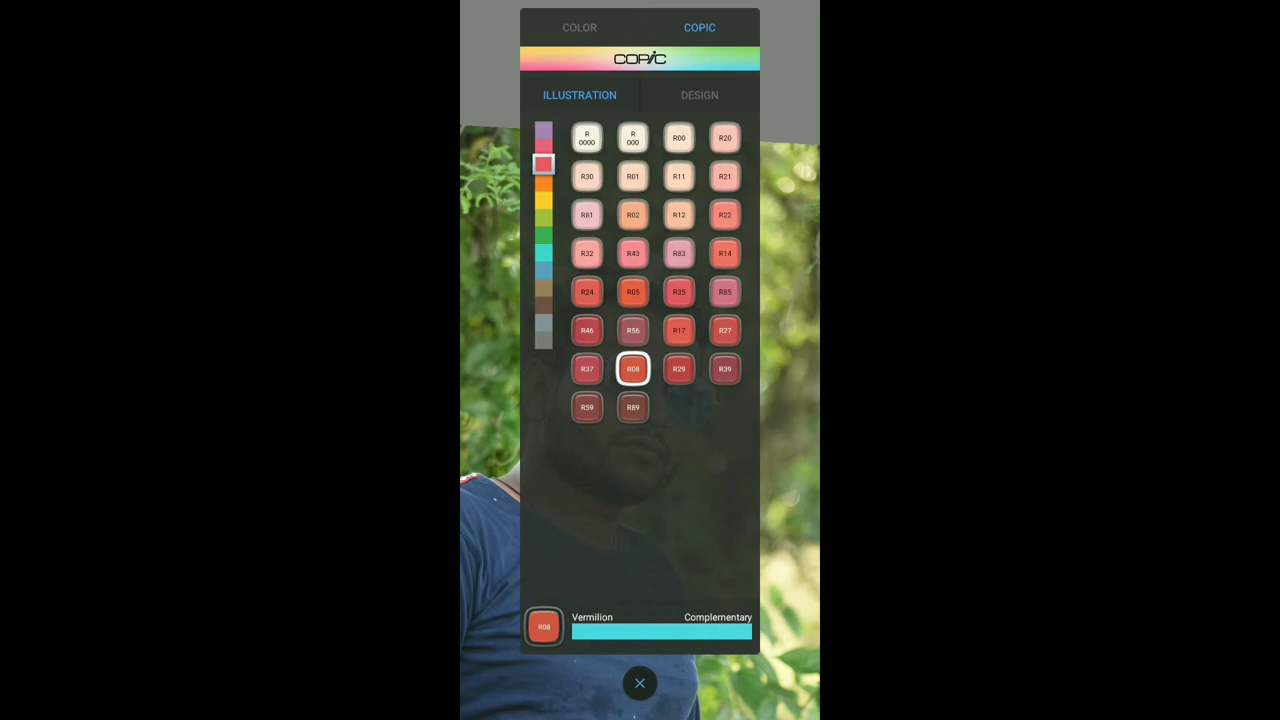 COLOR COPIC
COPIC
ILLUSTRATION DESIGN
R 0000 R 000 R00 R20
R30 R01 R11 R21
R81 R02 R12 R22
R32 R43 R83 R14
R24 R05 R35 R85
R46 R56 R17 R27
R37 R08 R29 R39
R59 R89
R08 Vermilion Complementary